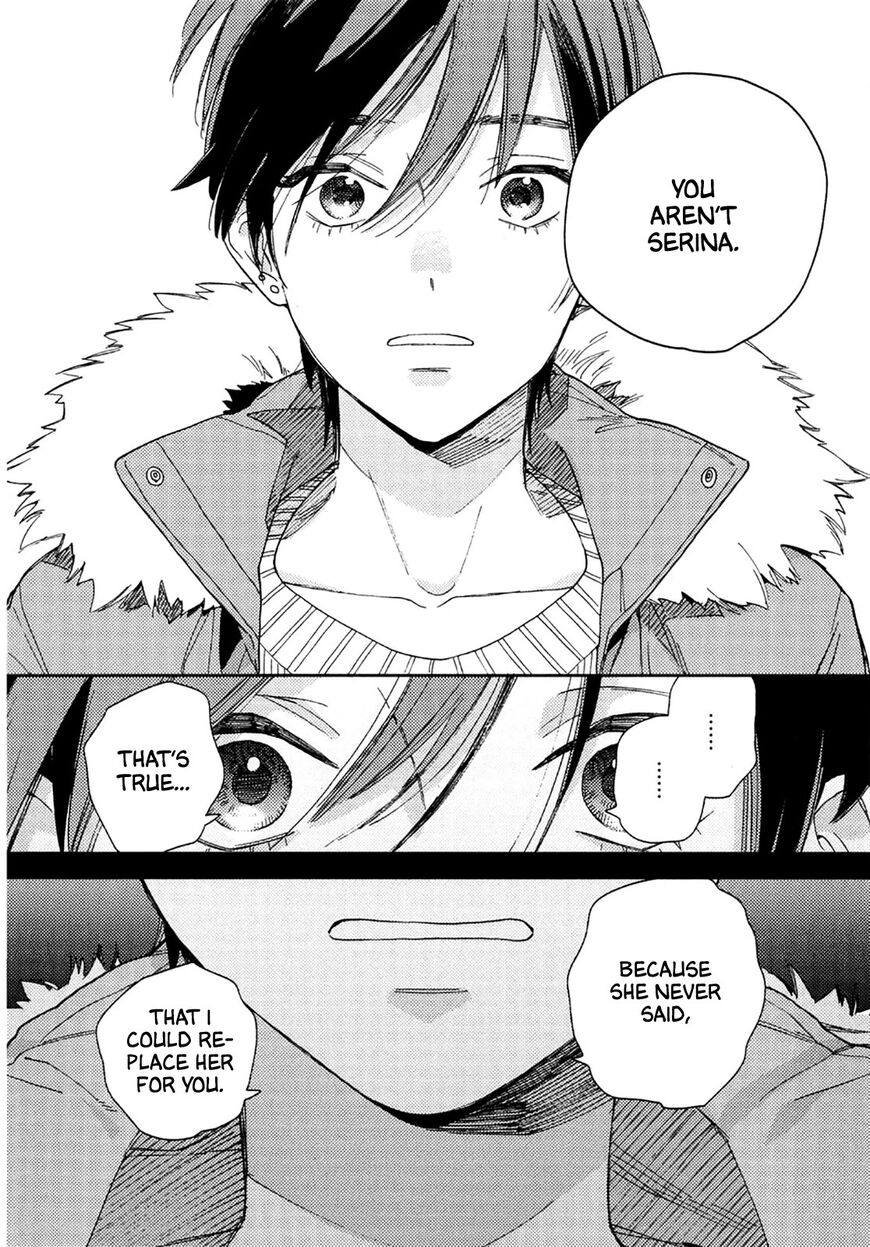 YOU
AREN'T
SERINA.
………
………
THAT'S
TRUE...
BECAUSE
SHE NEVER
SAID,
THAT I
COULD RE-
PLACE HER
FOR YOU.